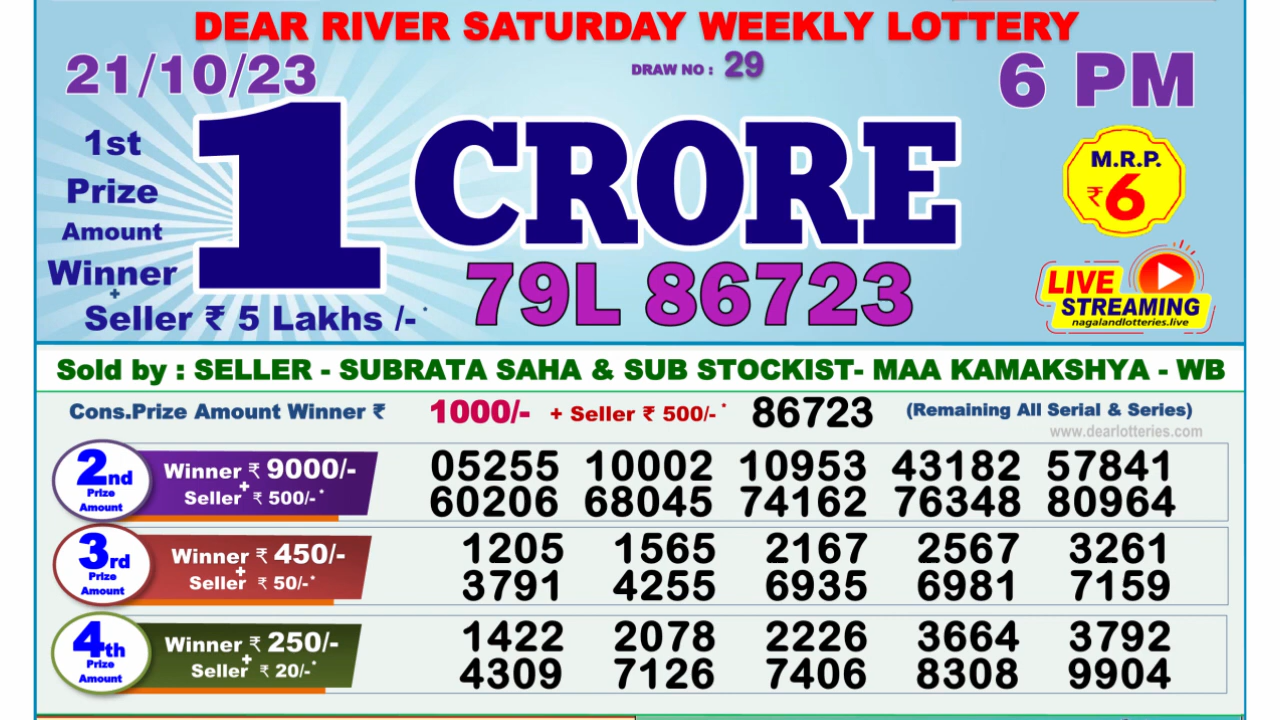 DEAR RIVER SATURDAY WEEKLY LOTTERY
21/10/23
DRAW NO : 29
6 PM
1st
Prize
Amount
Winner
+
Seller ₹ 5 Lakhs /-*
1 CRORE
79L 86723
M.R.P.
₹6
LIVE
STREAMING
nagalandlotteries.live
Sold by : SELLER - SUBRATA SAHA & SUB STOCKIST- MAA KAMAKSHYA - WB
Cons.Prize Amount Winner ₹ 1000/- + Seller ₹ 500/-* 86723 (Remaining All Serial & Series)
www.dearlotteries.com
2nd
Prize
Amount
Winner ₹ 9000/-
+
Seller ₹ 500/-*
05255 10002 10953 43182 57841
60206 68045 74162 76348 80964
3rd
Prize
Amount
Winner ₹ 450/-
+
Seller ₹ 50/-*
1205 1565 2167 2567 3261
3791 4255 6935 6981 7159
4th
Prize
Amount
Winner ₹ 250/-
+
Seller ₹ 20/-*
1422 2078 2226 3664 3792
4309 7126 7406 8308 9904